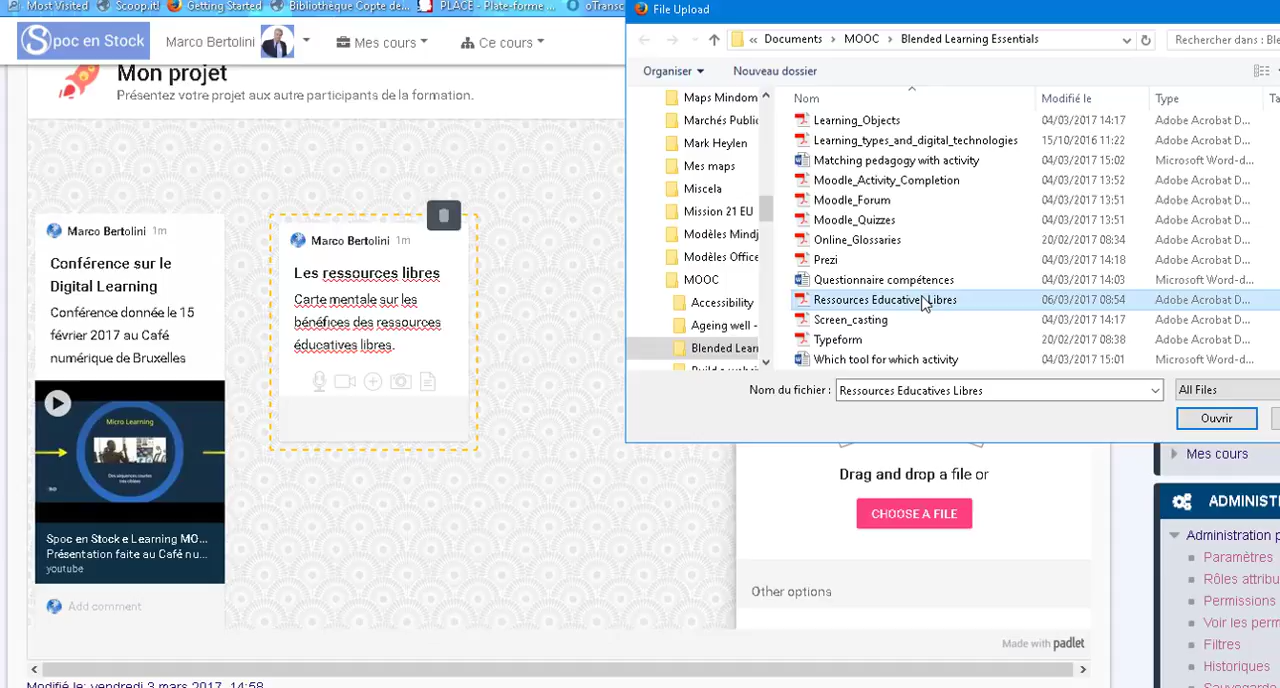 Most Visited
Scoop.it!
Getting Started
Bibliothèque Copte de...
PLACE - Plate-forme ...
oTransc
Spoc en Stock
Marco Bertolini
Mes cours
Ce cours
Mon projet
Présentez votre projet aux autre participants de la formation.
Marco Bertolini 1m
Conférence sur le
Digital Learning
Conférence donnée le 15
février 2017 au Café
numérique de Bruxelles
Micro Learning
Des séquences courtes
très ciblées
Spoc en Stock e Learning MO...
Présentation faite au Café nu...
youtube
Add comment
Marco Bertolini 1m
Les ressources libres
Carte mentale sur les
bénéfices des ressources
éducatives libres.
File Upload
« Documents > MOOC > Blended Learning Essentials
Rechercher dans : Ble
Organiser
Nouveau dossier
Maps Mindom
Marchés Public
Mark Heylen
Mes maps
Miscela
Mission 21 EU
Modèles Mindj
Modèles Office
MOOC
Accessibility
Ageing well -
Blended Lear
Nom Modifié le Type Ta
Learning_Objects 04/03/2017 14:17 Adobe Acrobat D...
Learning_types_and_digital_technologies 15/10/2016 11:22 Adobe Acrobat D...
Matching pedagogy with activity 04/03/2017 15:02 Microsoft Word-d...
Moodle_Activity_Completion 04/03/2017 13:52 Adobe Acrobat D...
Moodle_Forum 04/03/2017 13:51 Adobe Acrobat D...
Moodle_Quizzes 04/03/2017 13:51 Adobe Acrobat D...
Online_Glossaries 20/02/2017 08:34 Adobe Acrobat D...
Prezi 04/03/2017 14:18 Adobe Acrobat D...
Questionnaire compétences 04/03/2017 14:03 Microsoft Word-d...
Ressources Educatives Libres 06/03/2017 08:54 Adobe Acrobat D...
Screen_casting 04/03/2017 14:17 Adobe Acrobat D...
Typeform 20/02/2017 08:38 Adobe Acrobat D...
Which tool for which activity 04/03/2017 15:01 Microsoft Word-d...
Nom du fichier : Ressources Educatives Libres
All Files
Ouvrir
Drag and drop a file or
CHOOSE A FILE
Other options
Made with padlet
Mes cours
ADMINIST
Administration p
Paramètres
Rôles attribu
Permissions
Voir les perm
Filtres
Historiques
Modifié le: vendredi 3 mars 2017, 14:58